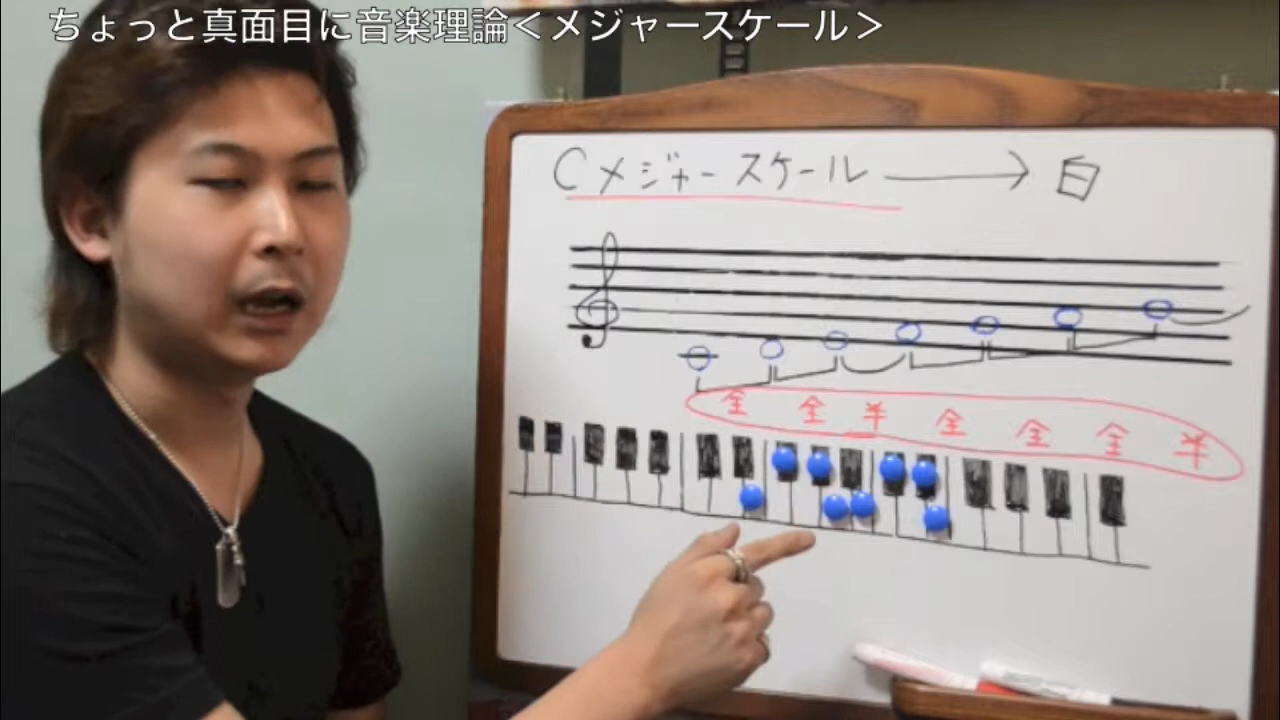 ちょっと真面目に音楽理論＜メジャースケール＞
Cメジャースケール → 白
全 全 半 全 全 全 半